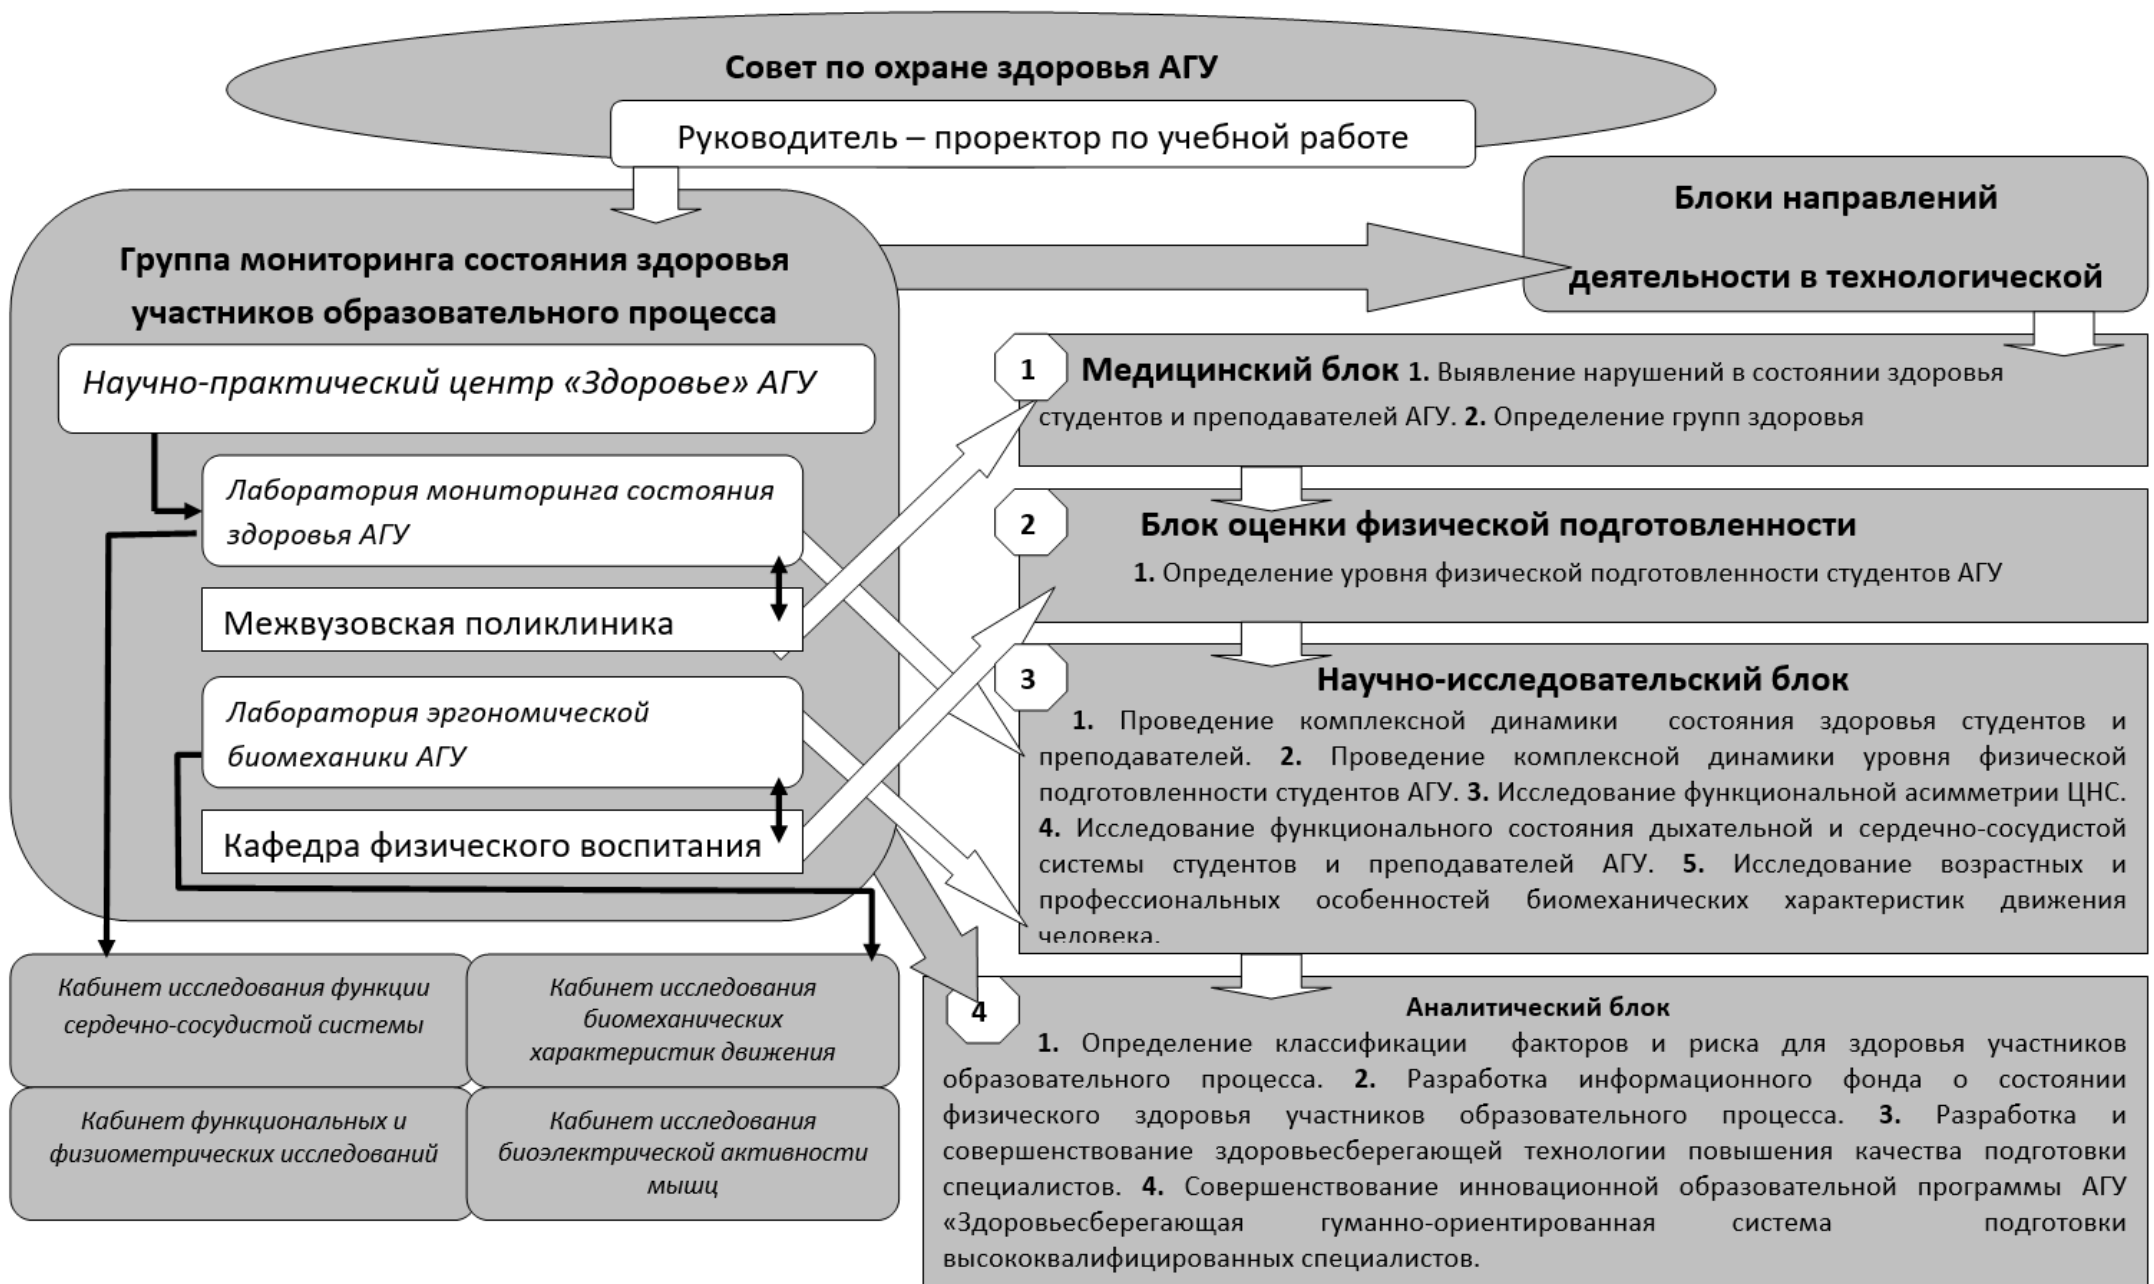 Совет по охране здоровья АГУ
Руководитель – проректор по учебной работе
Группа мониторинга состояния здоровья
участников образовательного процесса
Научно-практический центр «Здоровье» АГУ
Лаборатория мониторинга состояния
здоровья АГУ
Межвузовская поликлиника
Лаборатория эргономической
биомеханики АГУ
Кафедра физического воспитания
Кабинет исследования функции
сердечно-сосудистой системы
Кабинет исследования
биомеханических
характеристик движения
Кабинет функциональных и
физиометрических исследований
Кабинет исследования
биоэлектрической активности
мышц
Блоки направлений
деятельности в технологической
1
Медицинский блок 1. Выявление нарушений в состоянии здоровья
студентов и преподавателей АГУ. 2. Определение групп здоровья
2
Блок оценки физической подготовленности
1. Определение уровня физической подготовленности студентов АГУ
3
Научно-исследовательский блок
1. Проведение комплексной динамики состояния здоровья студентов и
преподавателей. 2. Проведение комплексной динамики уровня физической
подготовленности студентов АГУ. 3. Исследование функциональной асимметрии ЦНС.
4. Исследование функционального состояния дыхательной и сердечно-сосудистой
системы студентов и преподавателей АГУ. 5. Исследование возрастных и
профессиональных особенностей биомеханических характеристик движения
человека.
4
Аналитический блок
1. Определение классификации факторов и риска для здоровья участников
образовательного процесса. 2. Разработка информационного фонда о состоянии
физического здоровья участников образовательного процесса. 3. Разработка и
совершенствование здоровьесберегающей технологии повышения качества подготовки
специалистов. 4. Совершенствование инновационной образовательной программы АГУ
«Здоровьесберегающая гуманно-ориентированная система подготовки
высококвалифицированных специалистов.